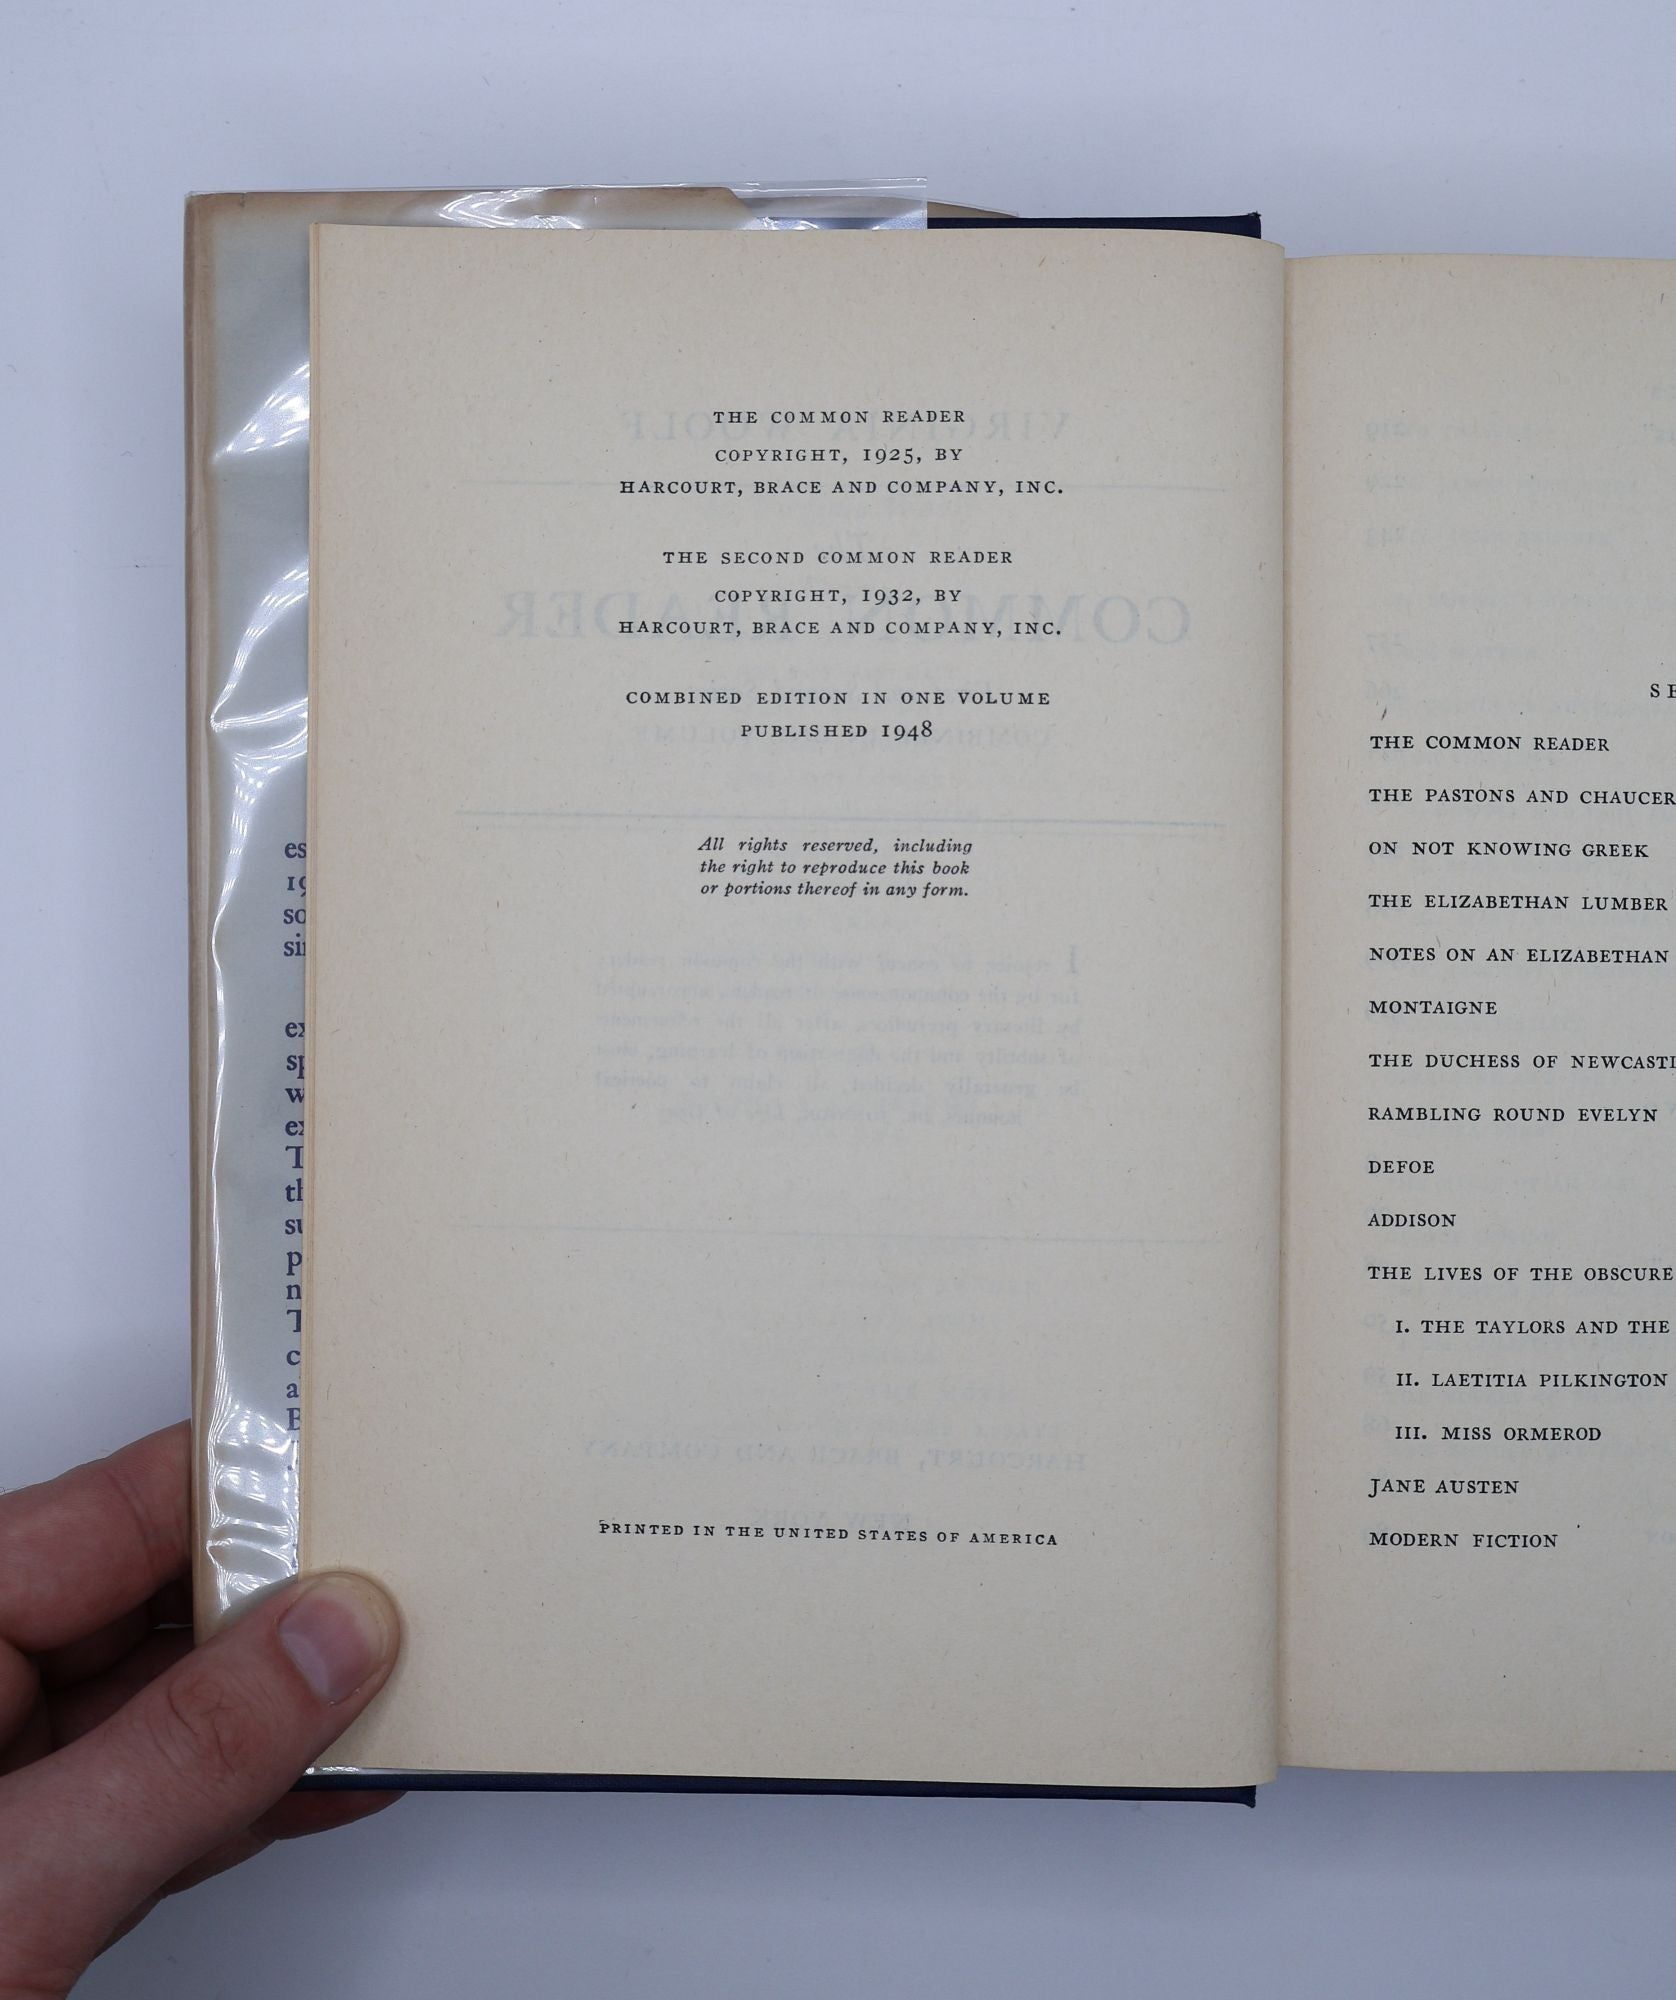 THE COMMON READER
COPYRIGHT, 1925, BY
HARCOURT, BRACE AND COMPANY, INC.
THE SECOND COMMON READER
COPYRIGHT, 1932, BY
HARCOURT, BRACE AND COMPANY, INC.
COMBINED EDITION IN ONE VOLUME
PUBLISHED 1948
All rights reserved, including
the right to reproduce this book
or portions thereof in any form.
PRINTED IN THE UNITED STATES OF AMERICA
THE COMMON READER
THE PASTONS AND CHAUCER
ON NOT KNOWING GREEK
THE ELIZABETHAN LUMBER
NOTES ON AN ELIZABETHAN
MONTAIGNE
THE DUCHESS OF
RAMBLING ROUND EVELYN
DEFOE
ADDISON
THE LIVES OF THE OBSCURE
I. THE TAYLORS AND THE
II. LAETITIA PILKINGTON
III. MISS ORMEROD
JANE AUSTEN
MODERN FICTION